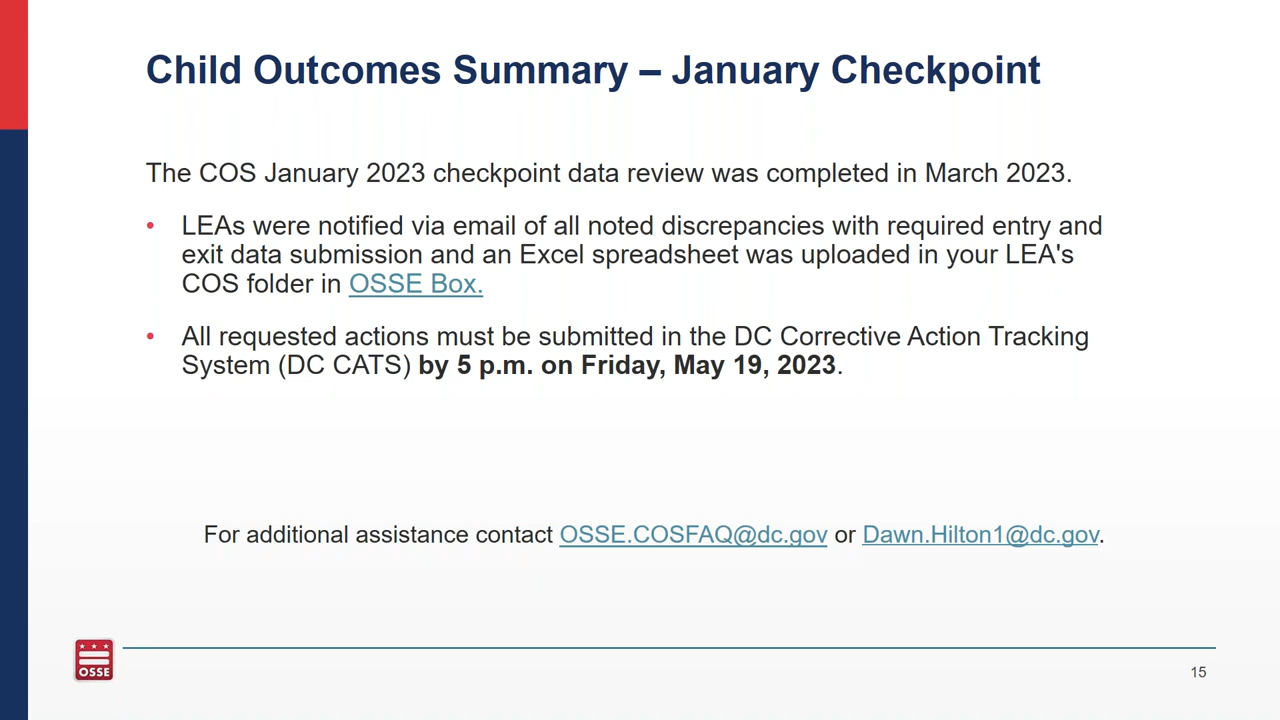 Child Outcomes Summary – January Checkpoint
The COS January 2023 checkpoint data review was completed in March 2023.
• LEAs were notified via email of all noted discrepancies with required entry and
exit data submission and an Excel spreadsheet was uploaded in your LEA's
COS folder in OSSE Box.
• All requested actions must be submitted in the DC Corrective Action Tracking
System (DC CATS) by 5 p.m. on Friday, May 19, 2023.
For additional assistance contact OSSE.COSFAQ@dc.gov or Dawn.Hilton1@dc.gov.
OSSE
15